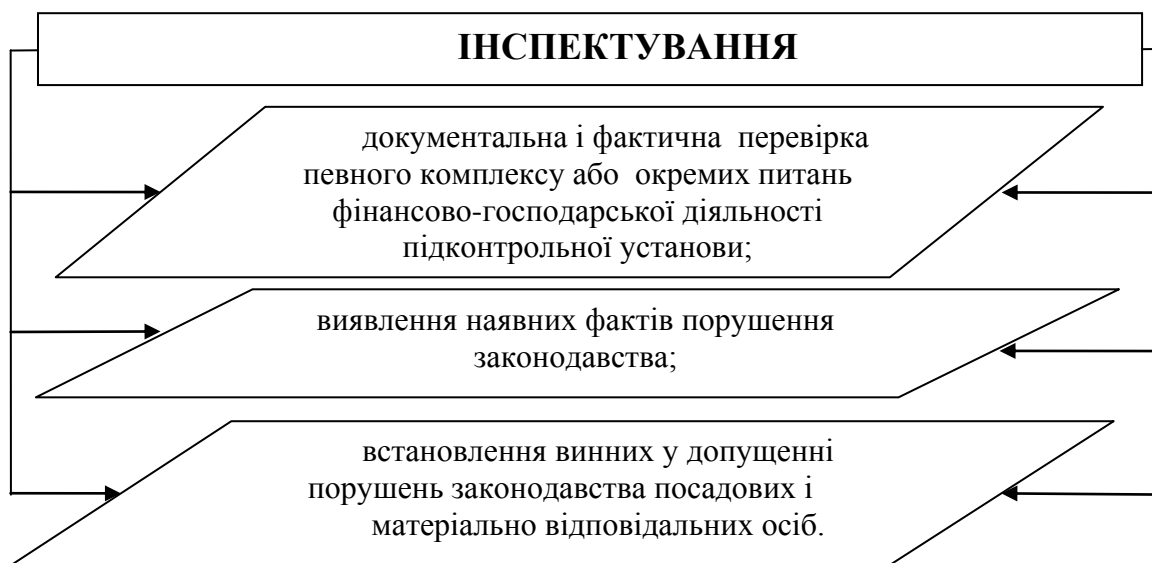 ІНСПЕКТУВАННЯ
документальна і фактична перевірка
певного комплексу або окремих питань
фінансово-господарської діяльності
підконтрольної установи;
виявлення наявних фактів порушення
законодавства;
встановлення винних у допущенні
порушень законодавства посадових і
матеріально відповідальних осіб.